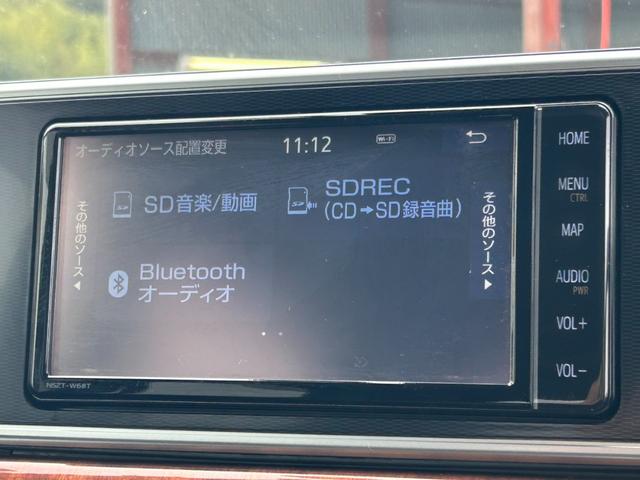 オーディオソース配置変更 11:12 Wi-Fi
SD音楽/動画
SDREC
(CD➡SD録音曲)
Bluetooth
オーディオ
その他のソース◀
その他のソース▶
HOME
MENU
CTRL
MAP
AUDIO
PWR
VOL+
VOL-
NSZT-W68T